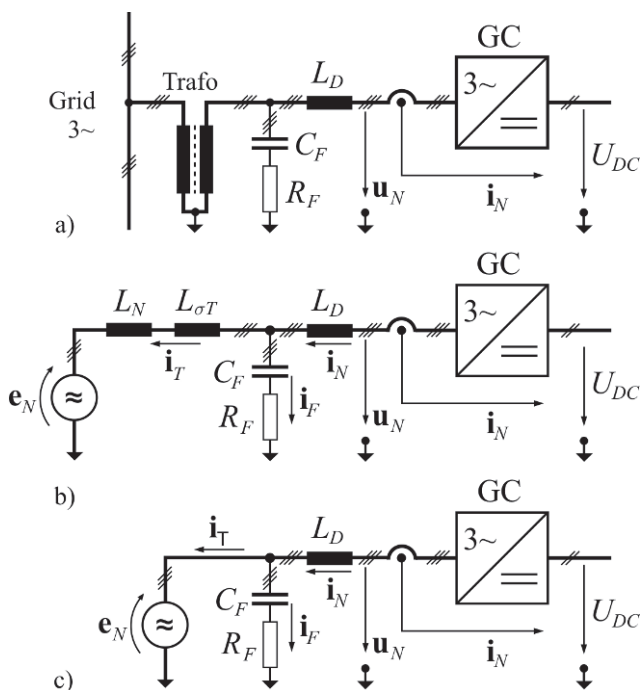 GC
Trafo
L_D
Grid
3~
3~
C_F
R_F
u_N
i_N
U_DC
a)
GC
L_N
L_σT
L_D
3~
i_T
i_N
C_F
i_F
e_N
≈
R_F
u_N
i_N
U_DC
b)
GC
i_T
L_D
3~
i_N
C_F
i_F
e_N
≈
R_F
u_N
i_N
U_DC
c)